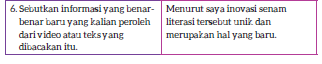 6. Sebutkan informasi yang benar-
benar baru yang kalian peroleh
dari video atau teks yang
dibacakan itu.
Menurut saya inovasi senam
literasi tersebut unik dan
merupakan hal yang baru.